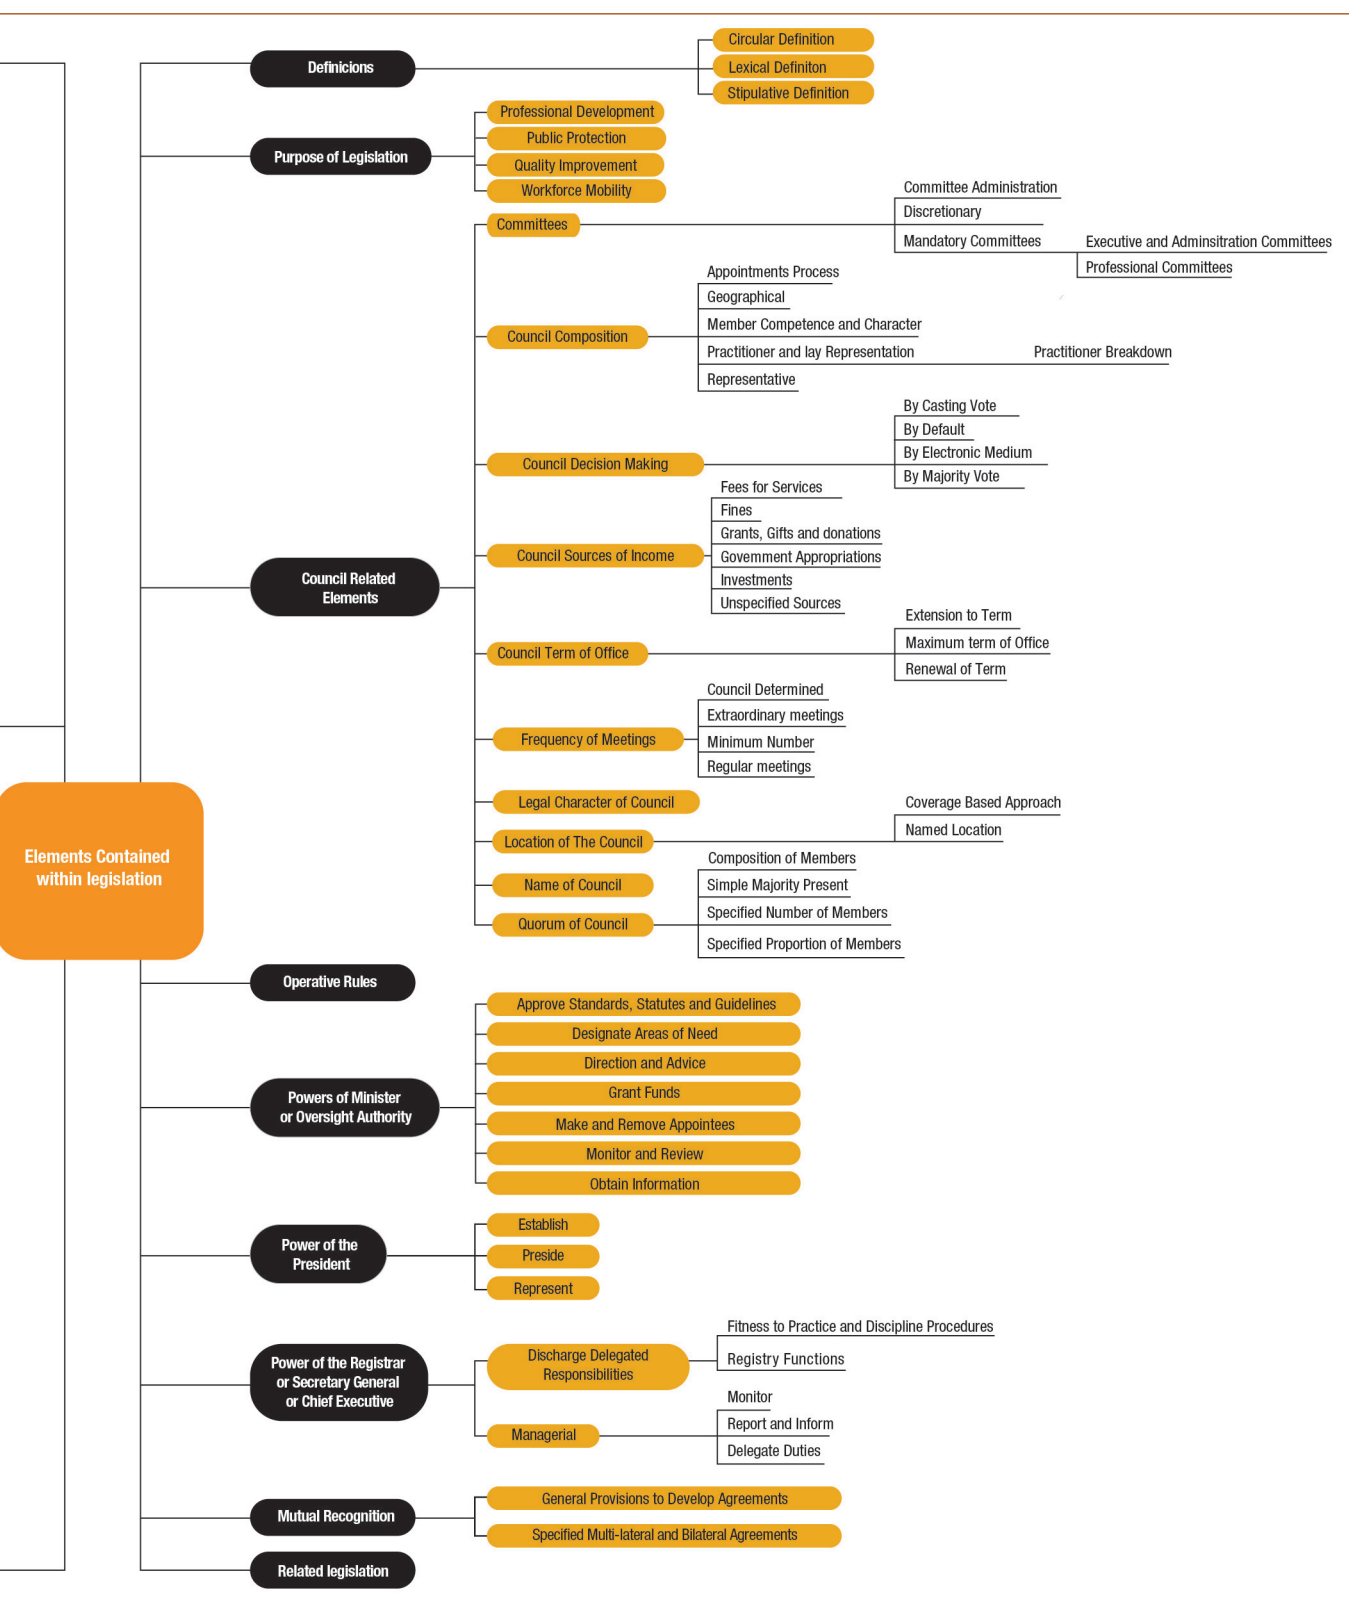 Elements Contained
within legislation
Definicions
Circular Definition
Lexical Definiton
Stipulative Definition
Purpose of Legislation
Professional Development
Public Protection
Quality Improvement
Workforce Mobility
Council Related
Elements
Committees
Committee Administration
Discretionary
Mandatory Committees
Executive and Adminsitration Committees
Professional Committees
Council Composition
Appointments Process
Geographical
Member Competence and Character
Practitioner and lay Representation
Practitioner Breakdown
Representative
Council Decision Making
By Casting Vote
By Default
By Electronic Medium
By Majority Vote
Council Sources of Income
Fees for Services
Fines
Grants, Gifts and donations
Government Appropriations
Investments
Unspecified Sources
Council Term of Office
Extension to Term
Maximum term of Office
Renewal of Term
Frequency of Meetings
Council Determined
Extraordinary meetings
Minimum Number
Regular meetings
Legal Character of Council
Location of The Council
Coverage Based Approach
Named Location
Name of Council
Quorum of Council
Composition of Members
Simple Majority Present
Specified Number of Members
Specified Proportion of Members
Operative Rules
Powers of Minister
or Oversight Authority
Approve Standards, Statutes and Guidelines
Designate Areas of Need
Direction and Advice
Grant Funds
Make and Remove Appointees
Monitor and Review
Obtain Information
Power of the
President
Establish
Preside
Represent
Power of the Registrar
or Secretary General
or Chief Executive
Discharge Delegated
Responsibilities
Fitness to Practice and Discipline Procedures
Registry Functions
Managerial
Monitor
Report and Inform
Delegate Duties
Mutual Recognition
General Provisions to Develop Agreements
Specified Multi-lateral and Bilateral Agreements
Related legislation